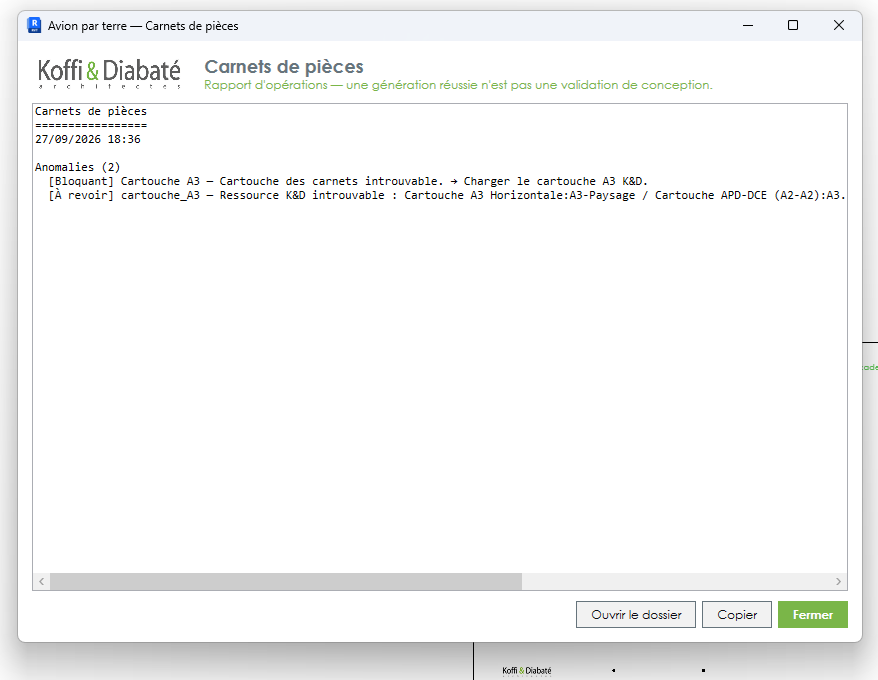 Avion par terre — Carnets de pièces
Koffi & Diabaté
architectes
Carnets de pièces
Rapport d'opérations — une génération réussie n'est pas une validation de conception.
Carnets de pièces
=================
27/09/2026 18:36
Anomalies (2)
[Bloquant] Cartouche A3 — Cartouche des carnets introuvable. → Charger le cartouche A3 K&D.
[À revoir] cartouche_A3 — Ressource K&D introuvable : Cartouche A3 Horizontale:A3-Paysage / Cartouche APD-DCE (A2-A2):A3.
Ouvrir le dossier
Copier
Fermer
Koffi & Diabaté